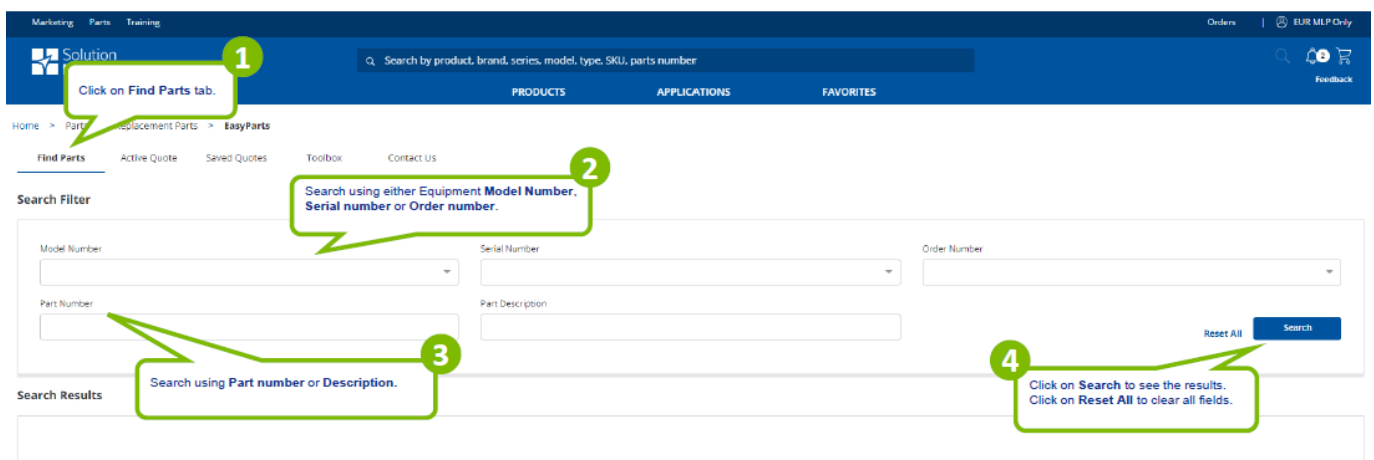 Marketing Parts Training Orders | EUR MLP Only
Solution
1
Search by product, brand, series, model, type, SKU, parts number
2
Feedback
Click on Find Parts tab.
PRODUCTS APPLICATIONS FAVORITES
Home > Parts Replacement Parts > EasyParts
Find Parts Active Quote Saved Quotes Toolbox Contact Us
2
Search using either Equipment Model Number,
Serial number or Order number.
Search Filter
Model Number Serial Number Order Number
Part Number Part Description
Reset All Search
3
Search using Part number or Description.
4
Click on Search to see the results.
Click on Reset All to clear all fields.
Search Results